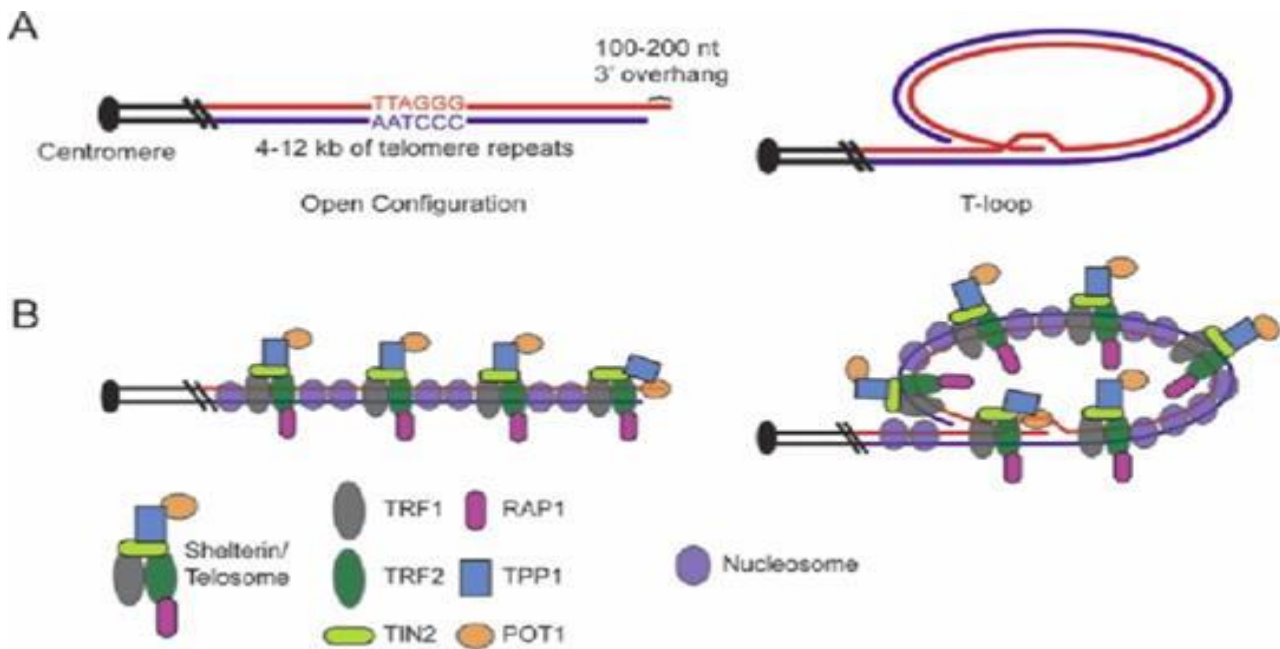 A
100-200 nt
3' overhang
TTAGGG
AATCCC
Centromere
4-12 kb of telomere repeats
Open Configuration
T-loop
B
Shelterin/
Telosome
TRF1
RAP1
TRF2
TPP1
TIN2
POT1
Nucleosome